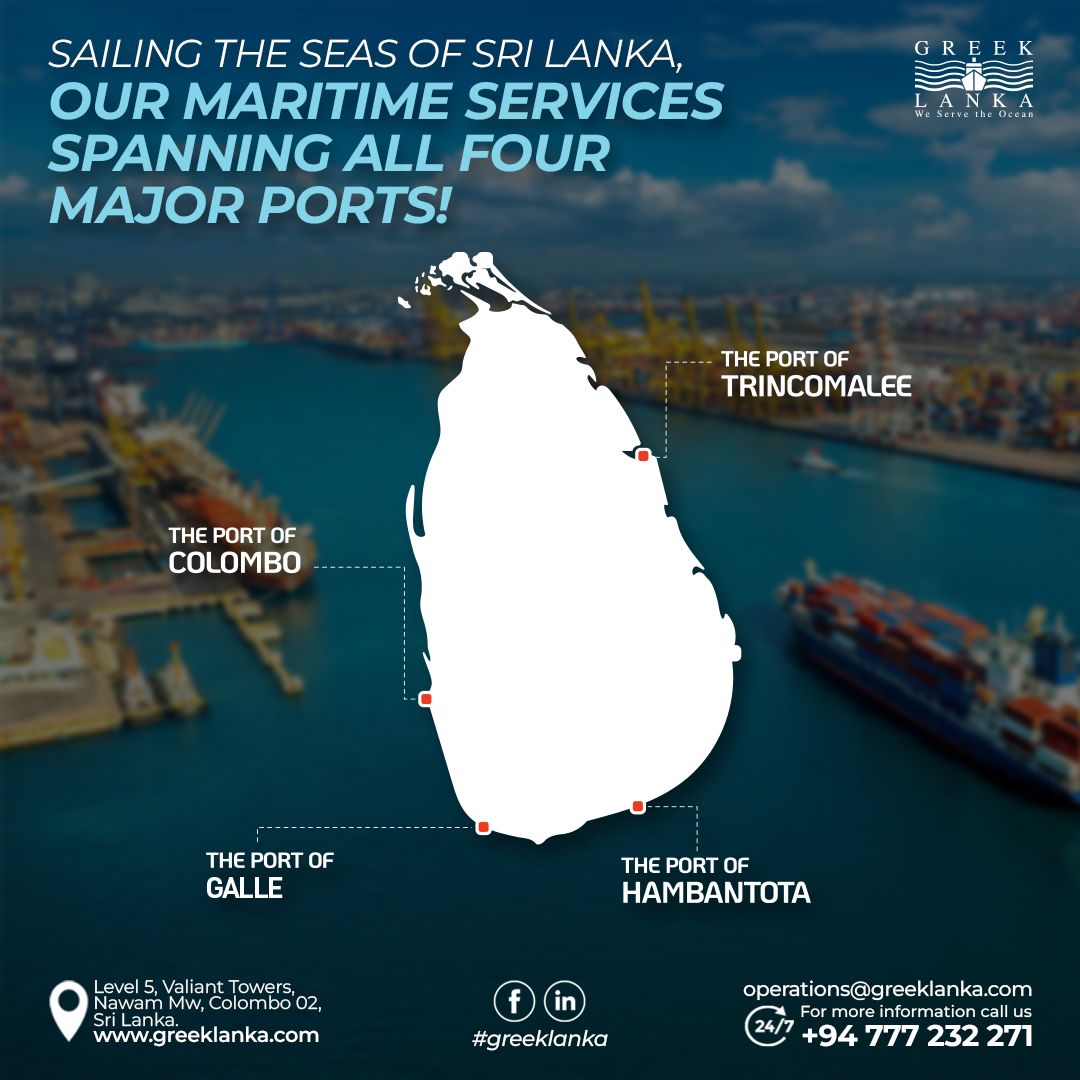 SAILING THE SEAS OF SRI LANKA,
OUR MARITIME SERVICES
SPANNING ALL FOUR
MAJOR PORTS!
GREEK
LANKA
We Serve the Ocean
THE PORT OF
TRINCOMALEE
THE PORT OF
COLOMBO
THE PORT OF
GALLE
THE PORT OF
HAMBANTOTA
Level 5, Valiant Towers,
Nawam Mw, Colombo 02,
Sri Lanka.
www.greeklanka.com
f in
#greeklanka
operations@greeklanka.com
For more information call us
24/7
+94 777 232 271